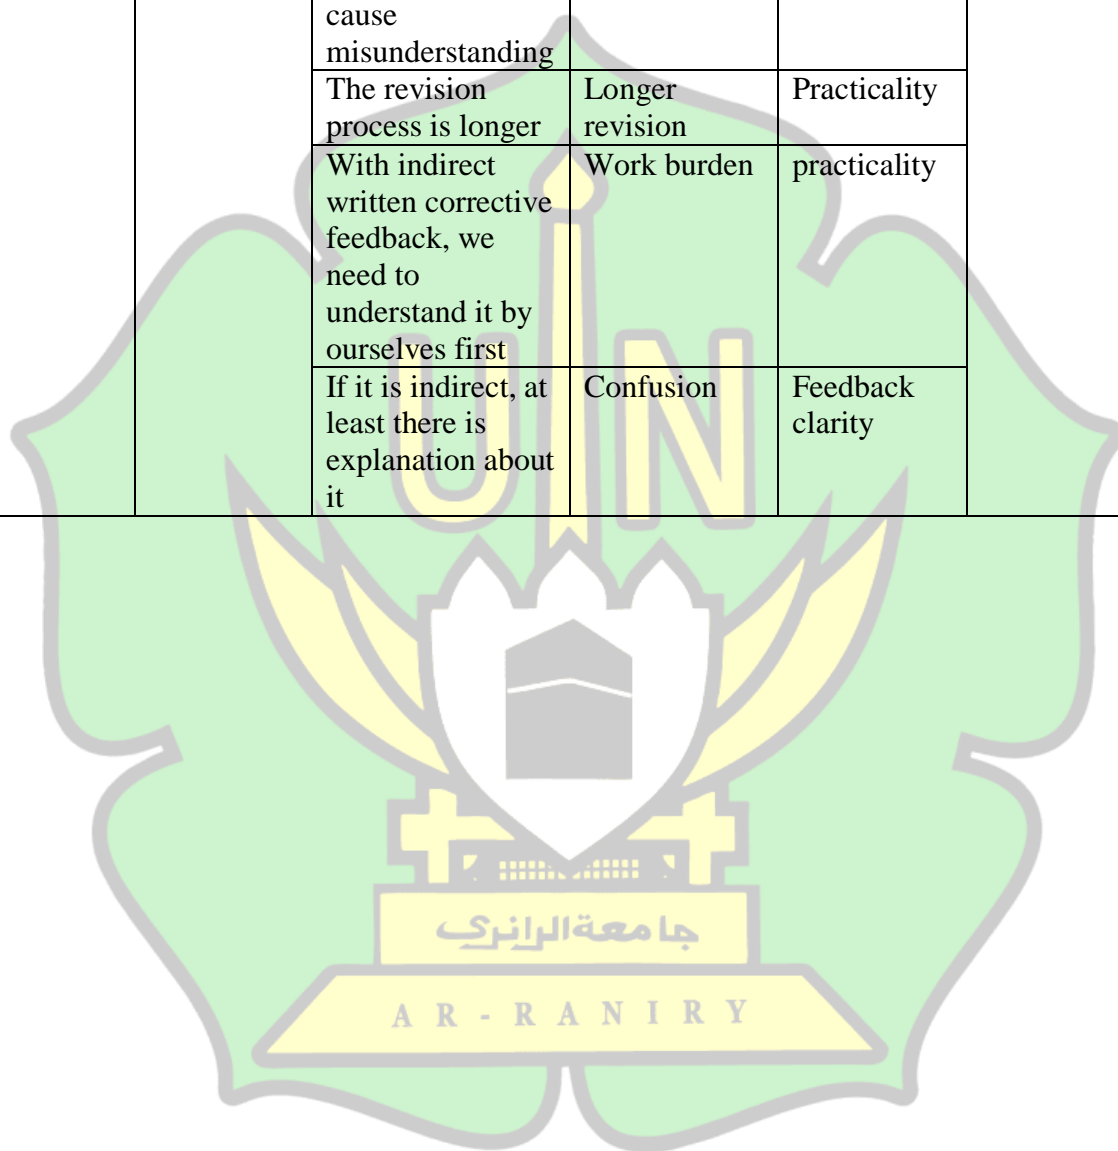 cause
misunderstanding
The revision
process is longer
Longer
revision
Practicality
With indirect
written corrective
feedback, we
need to
understand it by
ourselves first
Work burden
practicality
If it is indirect, at
least there is
explanation about
it
Confusion
Feedback
clarity
UIN
جامعة الرانري
AR-RANIRY